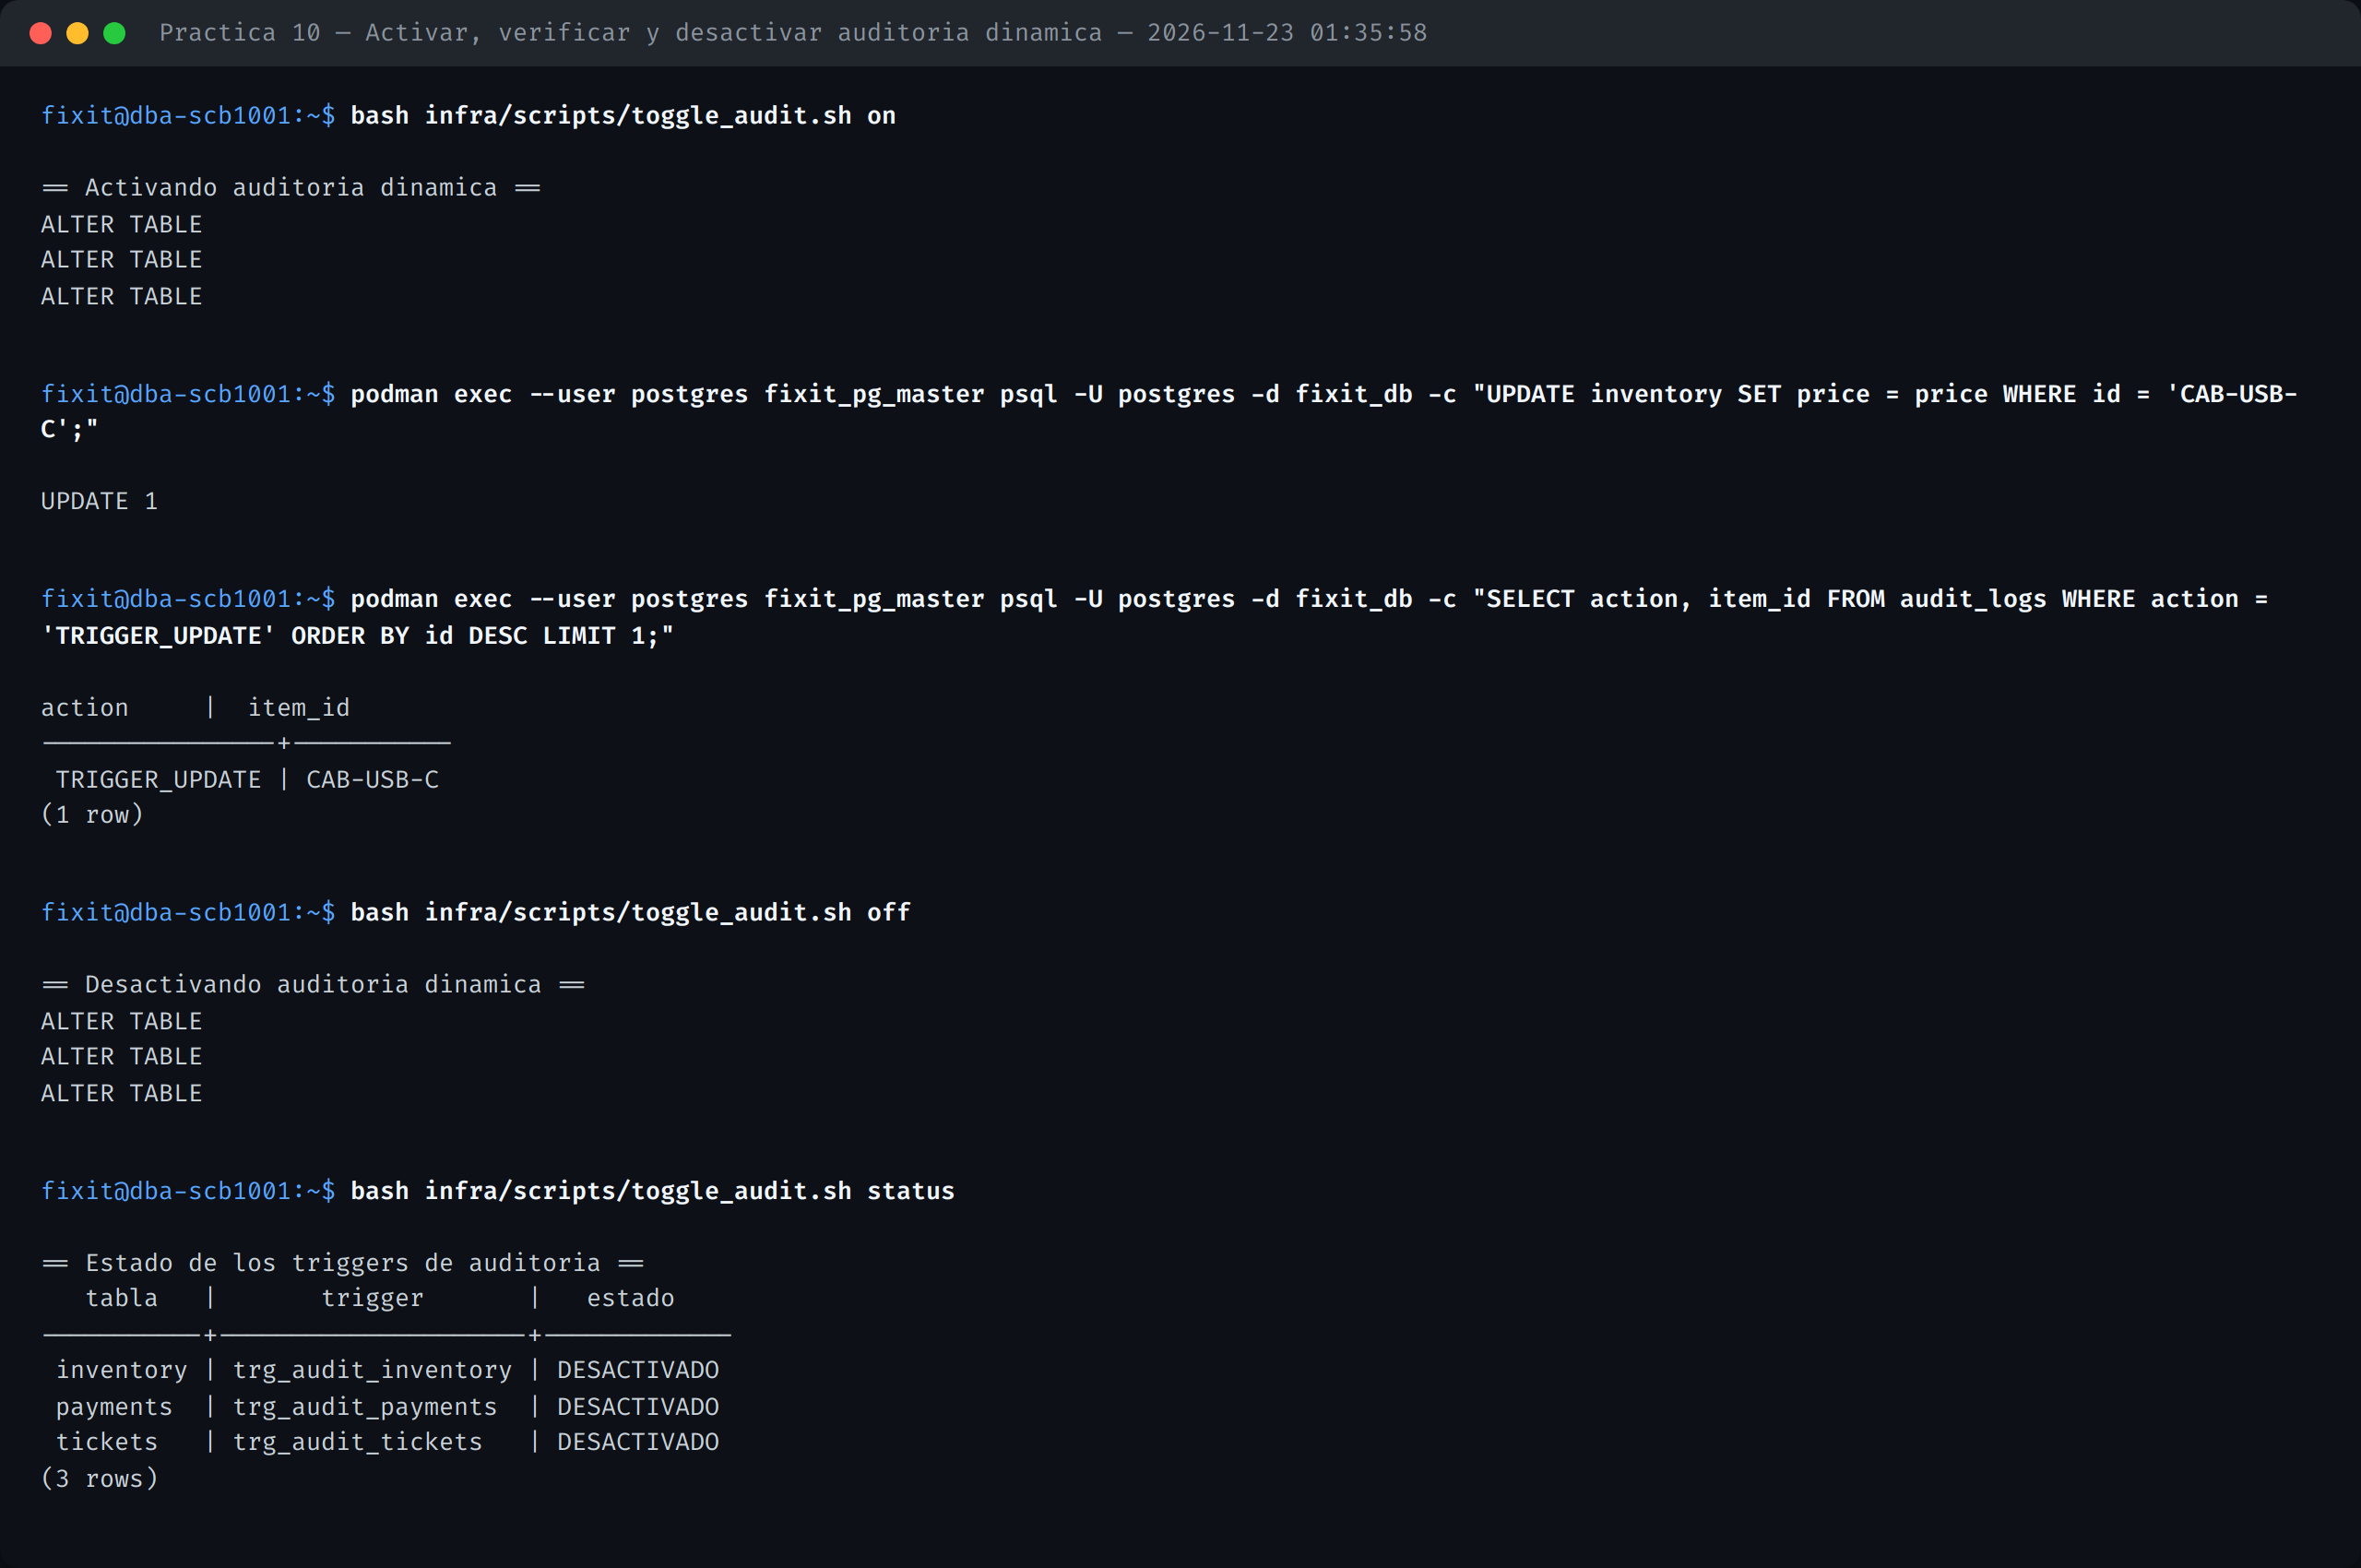 Practica 10 — Activar, verificar y desactivar auditoria dinamica — 2026-11-23 01:35:58
fixit@dba-scb1001:~$ bash infra/scripts/toggle_audit.sh on
== Activando auditoria dinamica ==
ALTER TABLE
ALTER TABLE
ALTER TABLE
fixit@dba-scb1001:~$ podman exec --user postgres fixit_pg_master psql -U postgres -d fixit_db -c "UPDATE inventory SET price = price WHERE id = 'CAB-USB-
C';"
UPDATE 1
fixit@dba-scb1001:~$ podman exec --user postgres fixit_pg_master psql -U postgres -d fixit_db -c "SELECT action, item_id FROM audit_logs WHERE action =
'TRIGGER_UPDATE' ORDER BY id DESC LIMIT 1;"
action     |  item_id
----------------+-----------
 TRIGGER_UPDATE | CAB-USB-C
(1 row)
fixit@dba-scb1001:~$ bash infra/scripts/toggle_audit.sh off
== Desactivando auditoria dinamica ==
ALTER TABLE
ALTER TABLE
ALTER TABLE
fixit@dba-scb1001:~$ bash infra/scripts/toggle_audit.sh status
== Estado de los triggers de auditoria ==
   tabla   |       trigger       |   estado
-----------+---------------------+-------------
 inventory | trg_audit_inventory | DESACTIVADO
 payments  | trg_audit_payments  | DESACTIVADO
 tickets   | trg_audit_tickets   | DESACTIVADO
(3 rows)